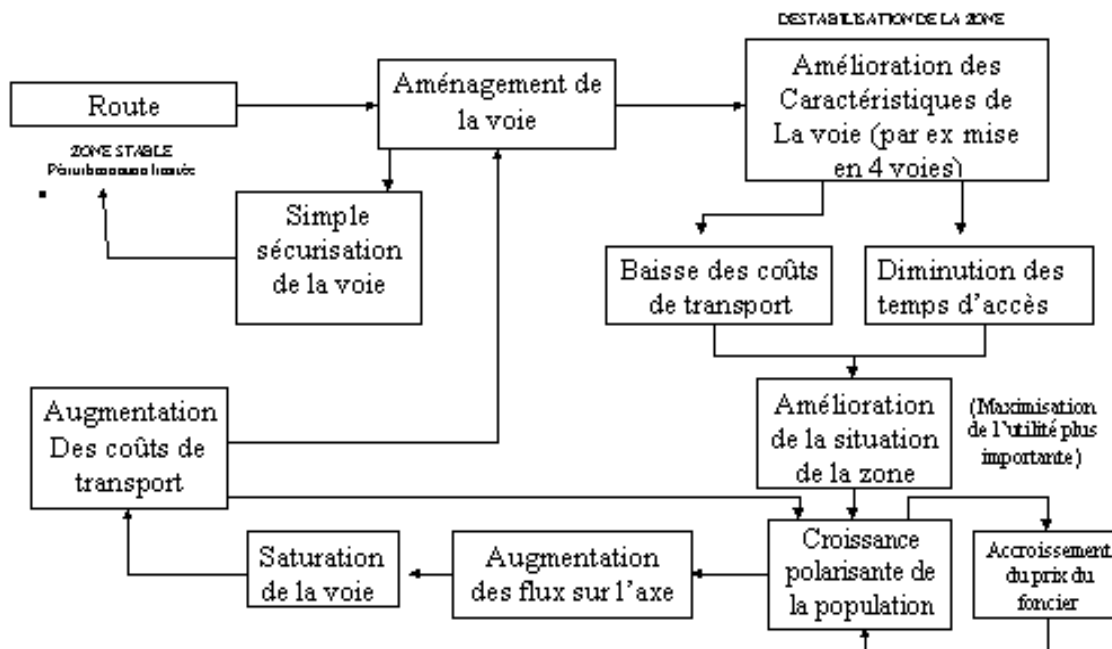 DESTABILISATION DE LA ZONE
Route
ZONE STABLE
Aménagement de
la voie
Amélioration des
Caractéristiques de
La voie (par ex mise
en 4 voies)
Simple
sécurisation
de la voie
Baisse des coûts
de transport
Diminution des
temps d'accès
Augmentation
Des coûts de
transport
Amélioration
de la situation
de la zone
(Maximisation
de l'utilité plus
importante)
Saturation
de la voie
Augmentation
des flux sur l'axe
Croissance
polarisante de
la population
Accroissement
du prix du
foncier